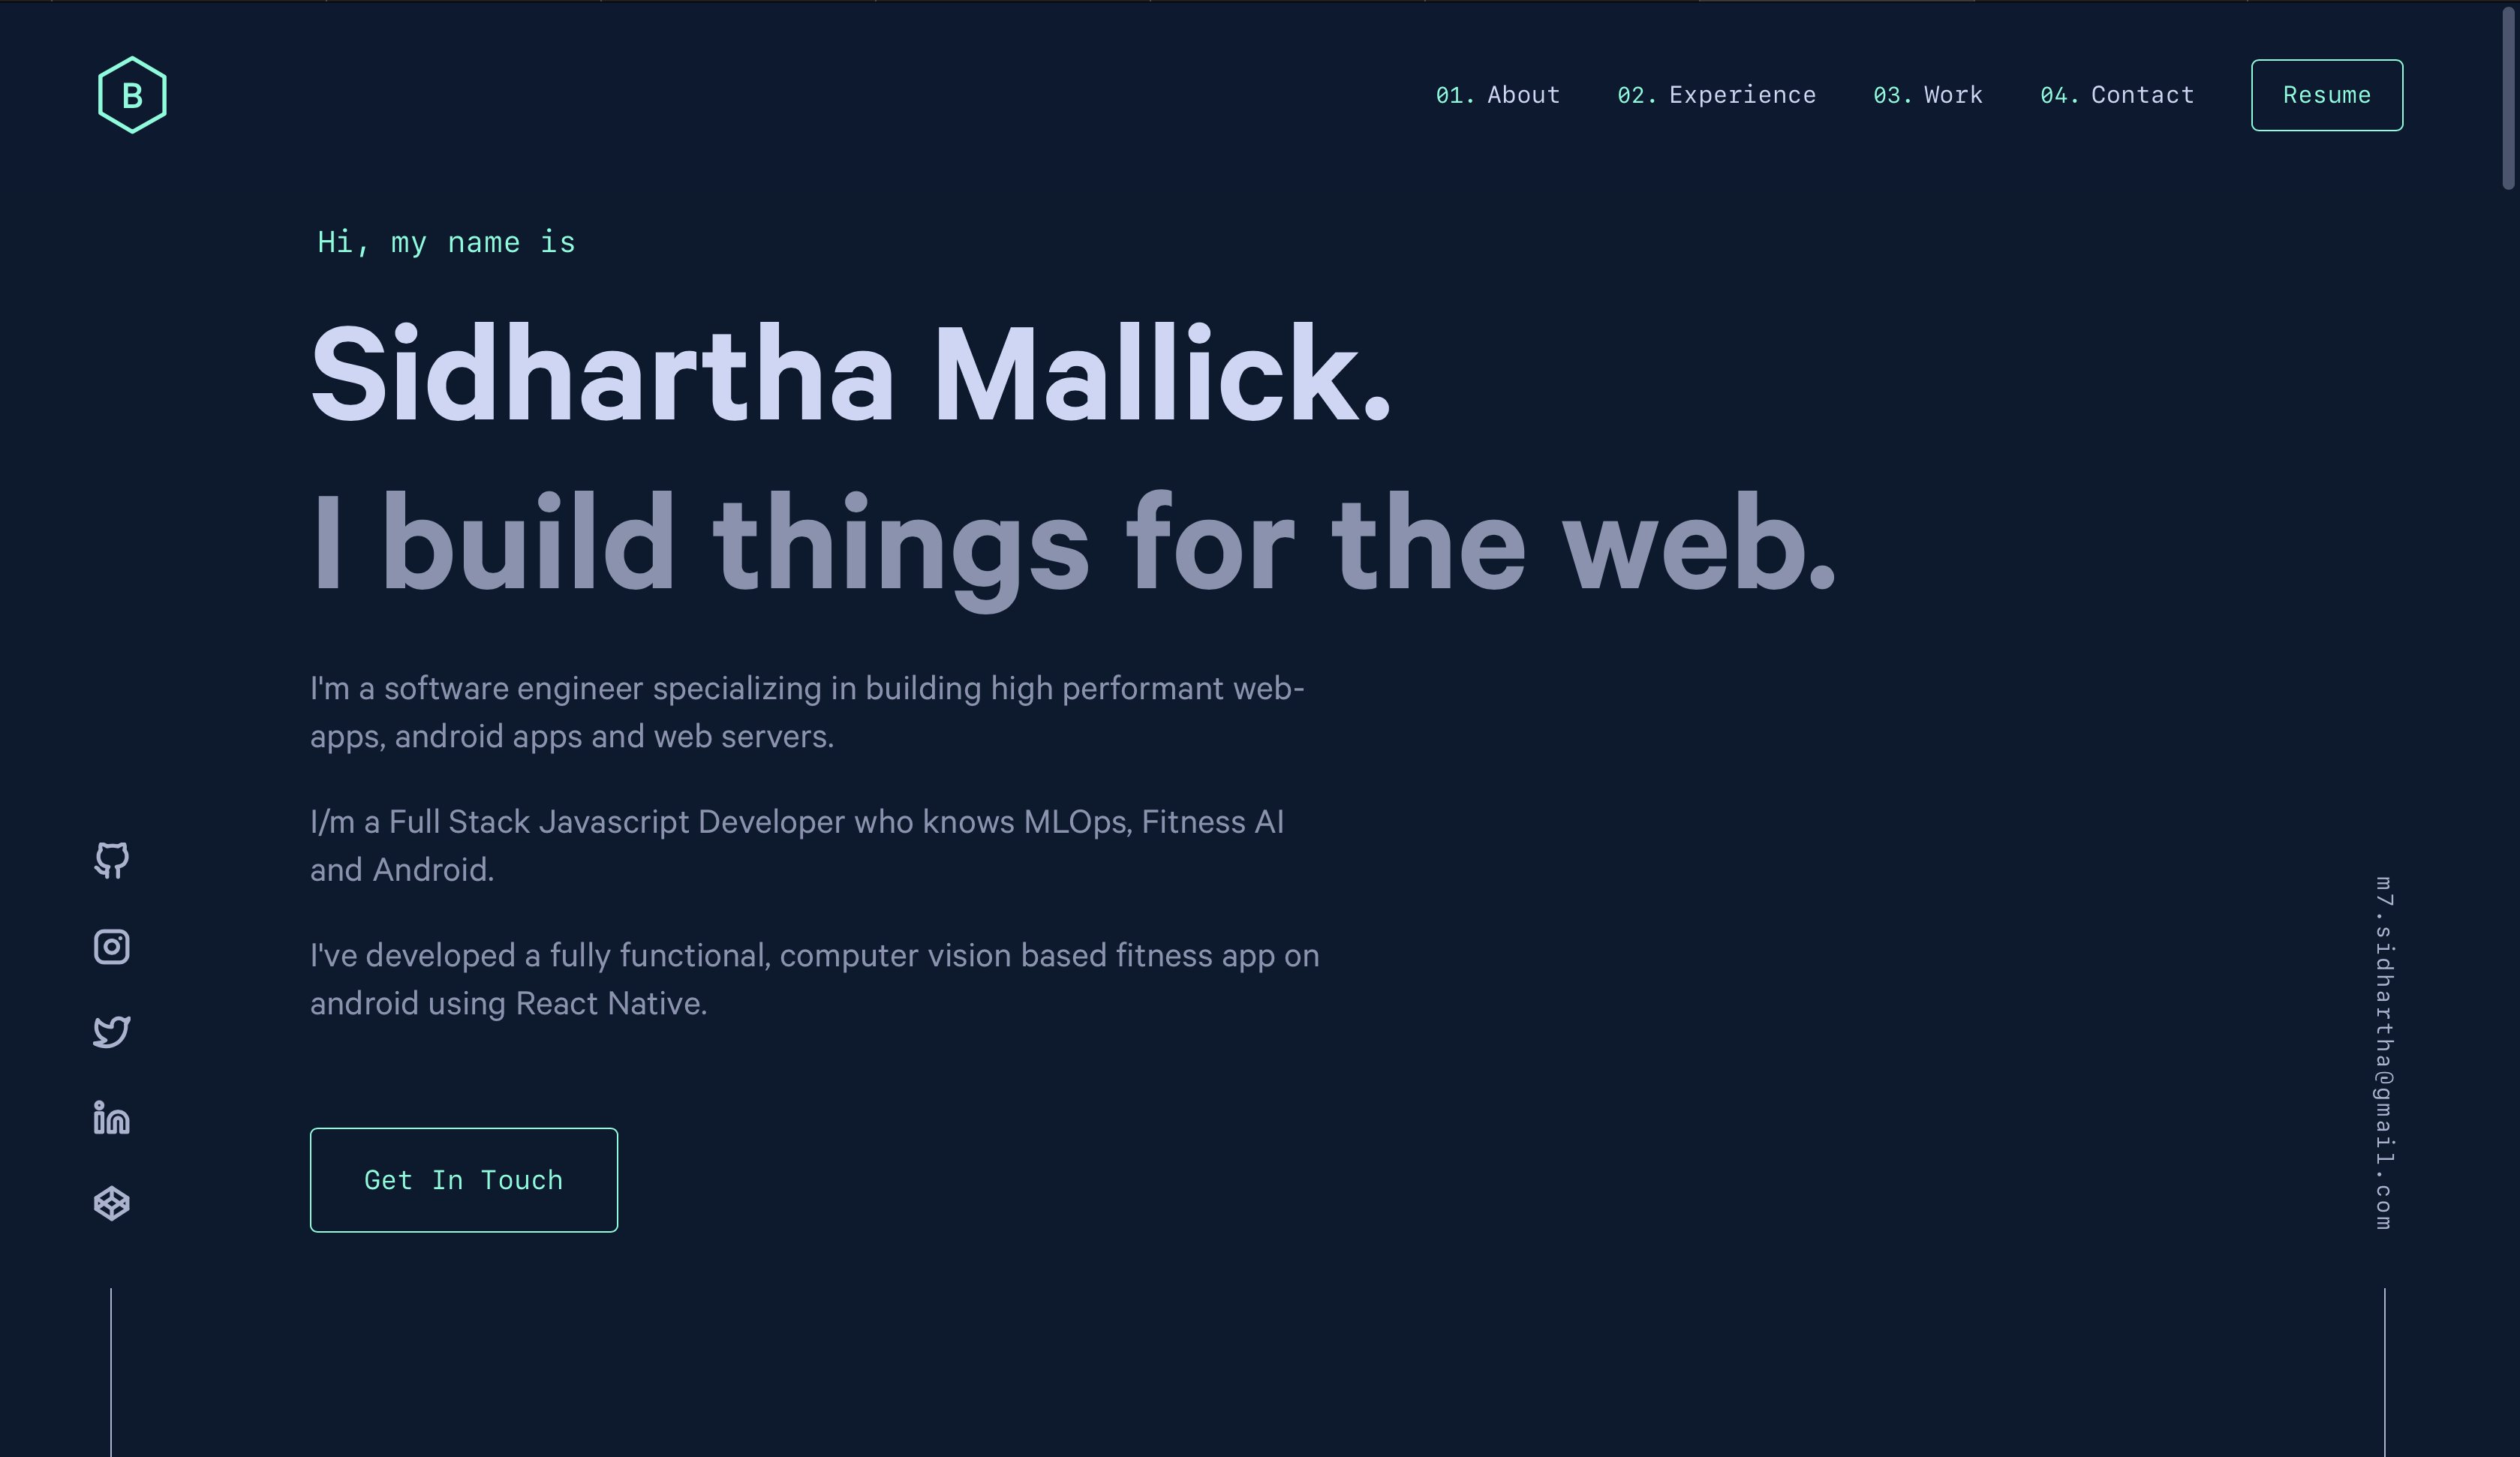 B
01. About
02. Experience
03. Work
04. Contact
Resume
Hi, my name is
Sidhartha Mallick.
I build things for the web.
I'm a software engineer specializing in building high performant web-
apps, android apps and web servers.
I/m a Full Stack Javascript Developer who knows MLOps, Fitness AI
and Android.
I've developed a fully functional, computer vision based fitness app on
android using React Native.
Get In Touch
m7.sidhartha@gmail.com